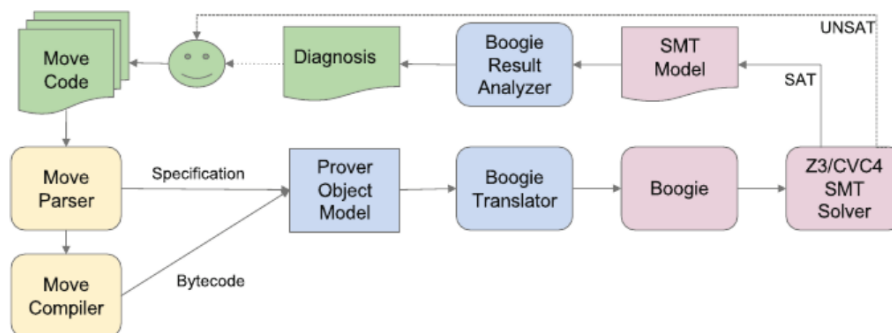 UNSAT
Move
Code
Diagnosis
Boogie
Result
Analyzer
SMT
Model
SAT
Move
Parser
Specification
Prover
Object
Model
Boogie
Translator
Boogie
Z3/CVC4
SMT
Solver
Move
Compiler
Bytecode